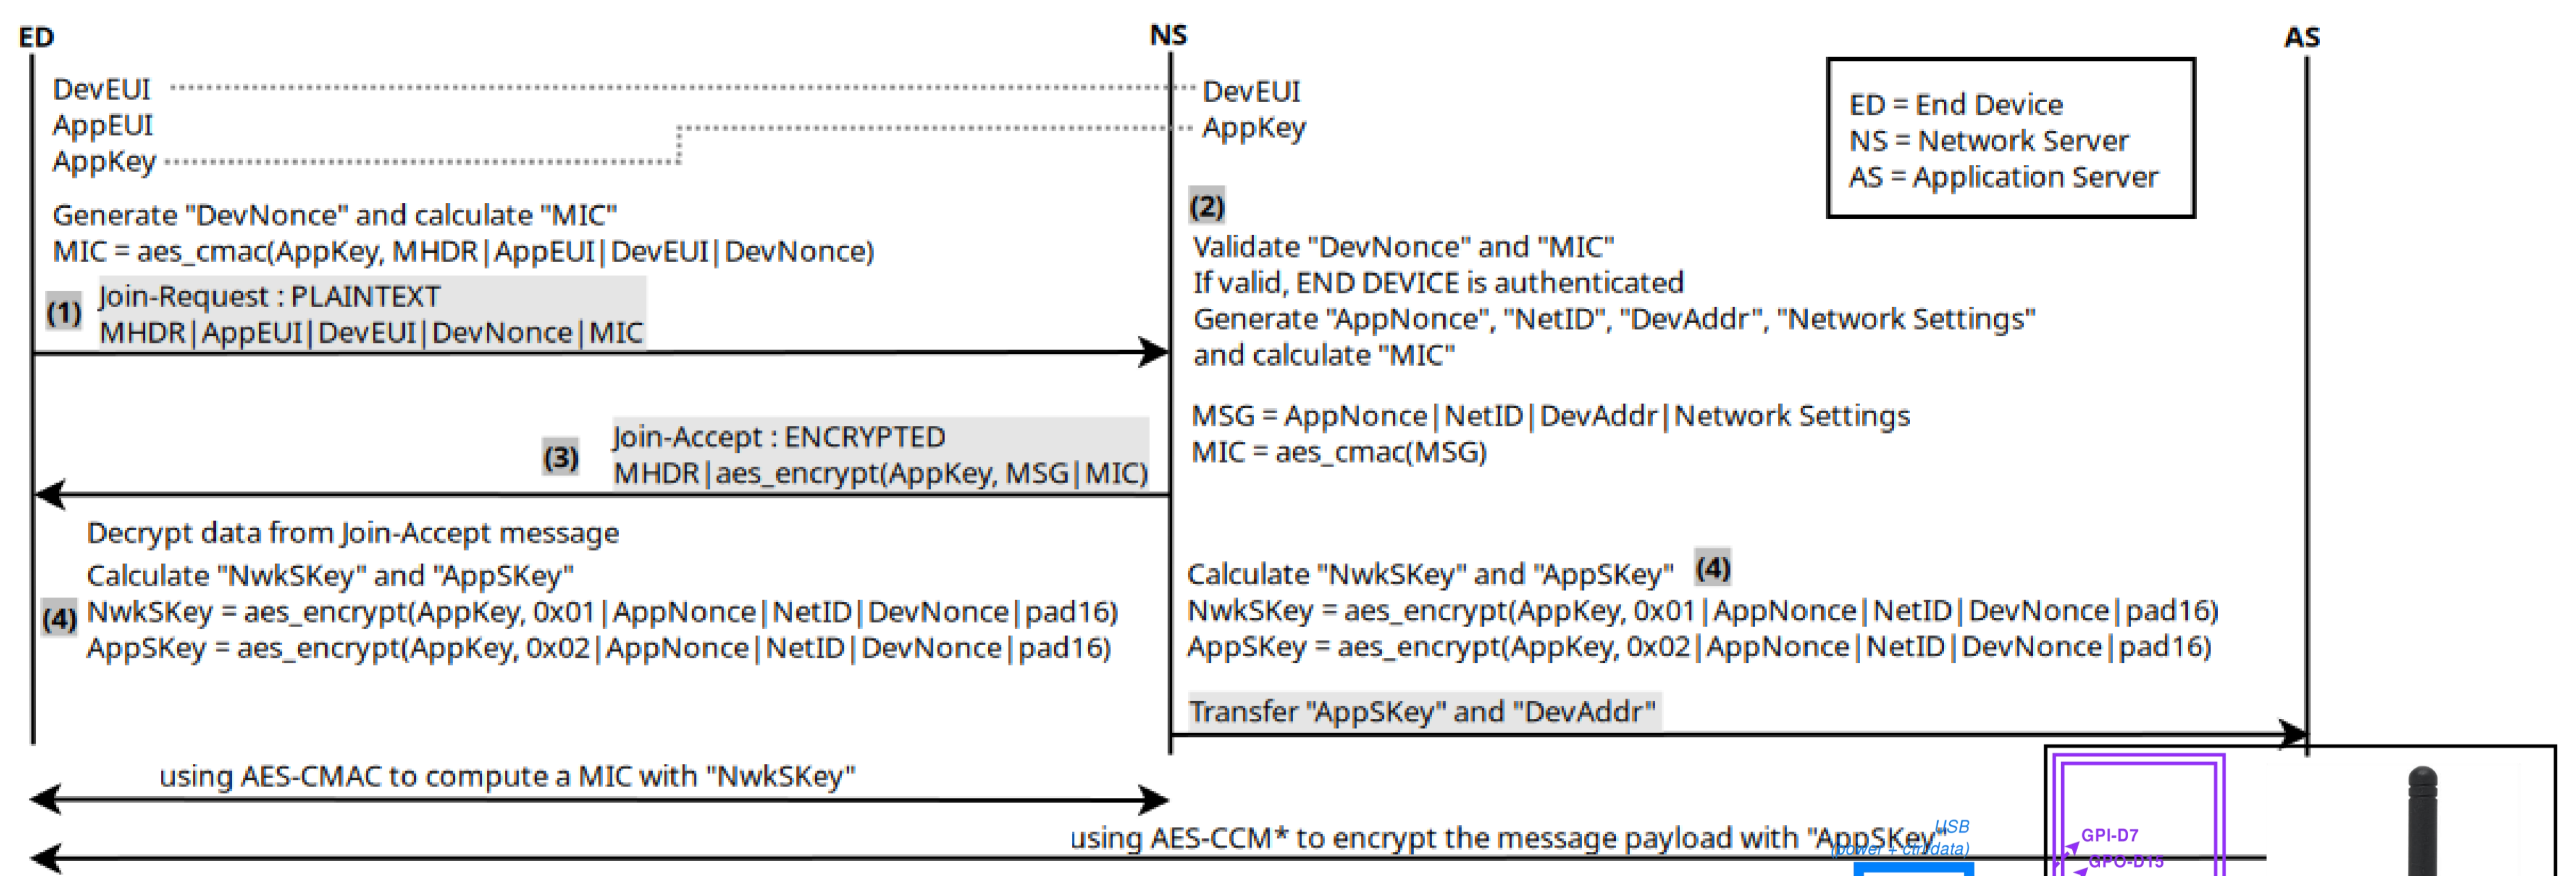 ED
NS
AS
DevEUI
AppEUI
AppKey
DevEUI
AppKey
ED = End Device
NS = Network Server
AS = Application Server
Generate "DevNonce" and calculate "MIC"
MIC = aes_cmac(AppKey, MHDR|AppEUI|DevEUI|DevNonce)
(1)
Join-Request : PLAINTEXT
MHDR|AppEUI|DevEUI|DevNonce|MIC
(2)
Validate "DevNonce" and "MIC"
If valid, END DEVICE is authenticated
Generate "AppNonce", "NetID", "DevAddr", "Network Settings"
and calculate "MIC"
MSG = AppNonce|NetID|DevAddr|Network Settings
MIC = aes_cmac(MSG)
(3)
Join-Accept : ENCRYPTED
MHDR|aes_encrypt(AppKey, MSG|MIC)
Decrypt data from Join-Accept message
Calculate "NwkSKey" and "AppSKey"
(4)
NwkSKey = aes_encrypt(AppKey, 0x01|AppNonce|NetID|DevNonce|pad16)
AppSKey = aes_encrypt(AppKey, 0x02|AppNonce|NetID|DevNonce|pad16)
Calculate "NwkSKey" and "AppSKey" (4)
NwkSKey = aes_encrypt(AppKey, 0x01|AppNonce|NetID|DevNonce|pad16)
AppSKey = aes_encrypt(AppKey, 0x02|AppNonce|NetID|DevNonce|pad16)
Transfer "AppSKey" and "DevAddr"
using AES-CMAC to compute a MIC with "NwkSKey"
using AES-CCM* to encrypt the message payload with "AppSKey"
USB
(power + ctrl/data)
GPI-D7
GPO-D15